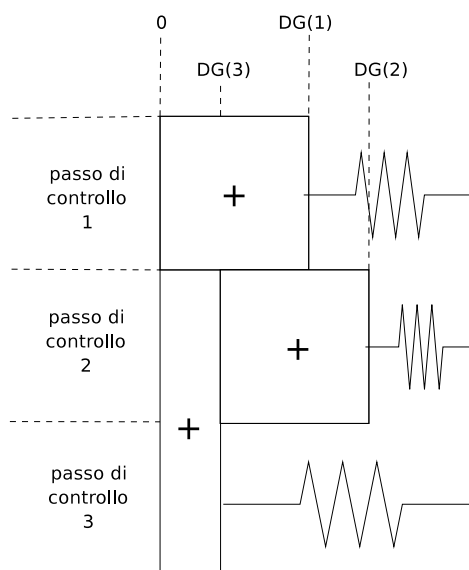 0
DG(1)
DG(3)
DG(2)
passo di
controllo
1
+
passo di
controllo
2
+
+
passo di
controllo
3